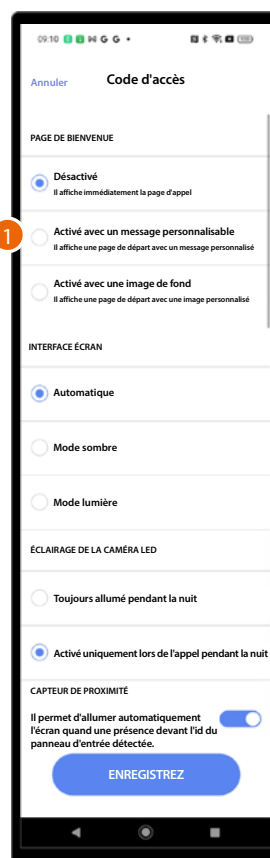 09:10
Annuler Code d'accès
PAGE DE BIENVENUE
Désactivé
Il affiche immédiatement la page d'appel
1
Activé avec un message personnalisable
Il affiche une page de départ avec un message personalisé
Activé avec une image de fond
Il affiche une page de départ avec une image personalisé
INTERFACE ÉCRAN
Automatique
Mode sombre
Mode lumière
ÉCLAIRAGE DE LA CAMÉRA LED
Toujours allumé pendant la nuit
Activé uniquement lors de l'appel pendant la nuit
CAPTEUR DE PROXIMITÉ
Il permet d'allumer automatiquement
l'écran quand une présence devant l'id du
panneau d'entrée détectée.
ENREGISTREZ